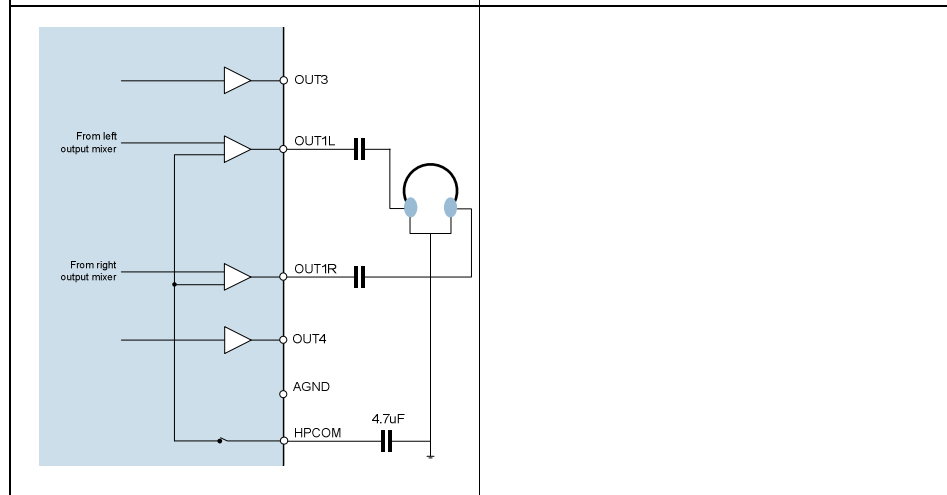 OUT3
From left
output mixer
OUT1L
From right
output mixer
OUT1R
OUT4
AGND
4.7uF
HPCOM